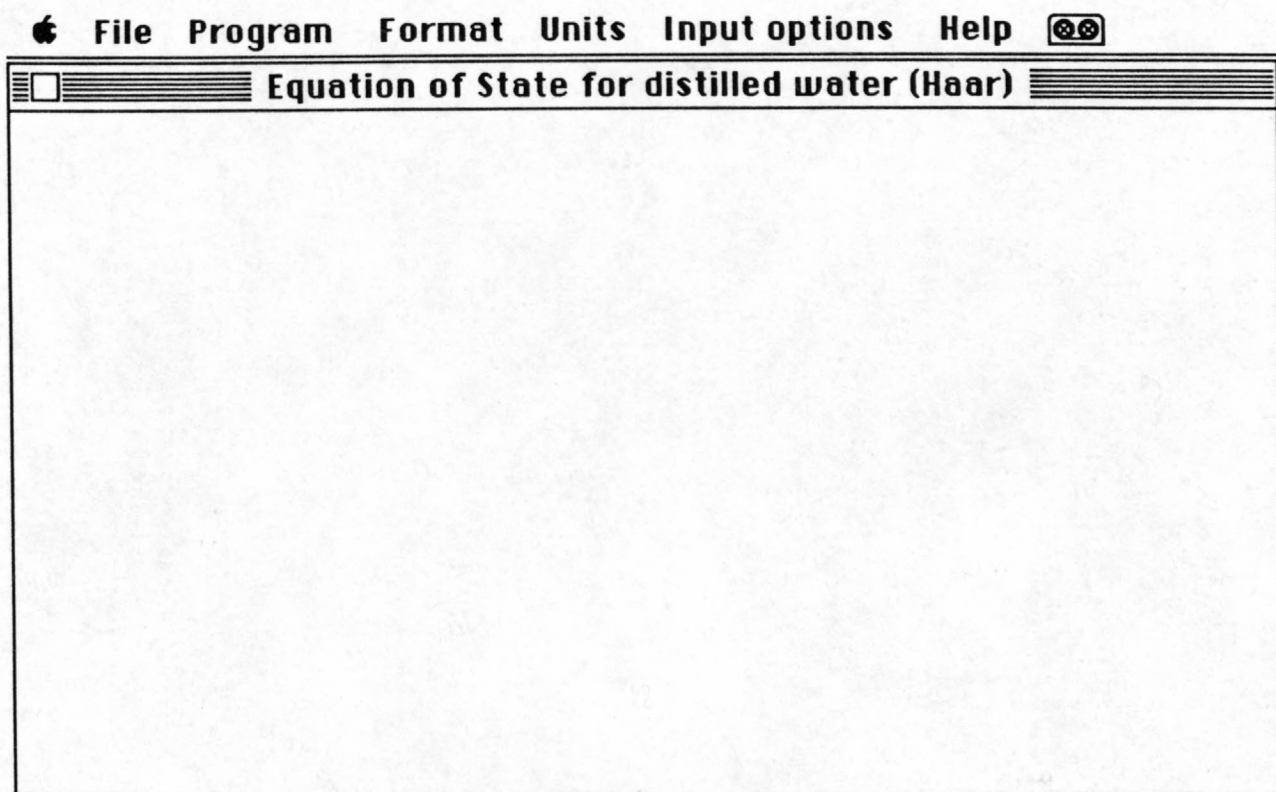 File Program Format Units Input options Help
Equation of State for distilled water (Haar)